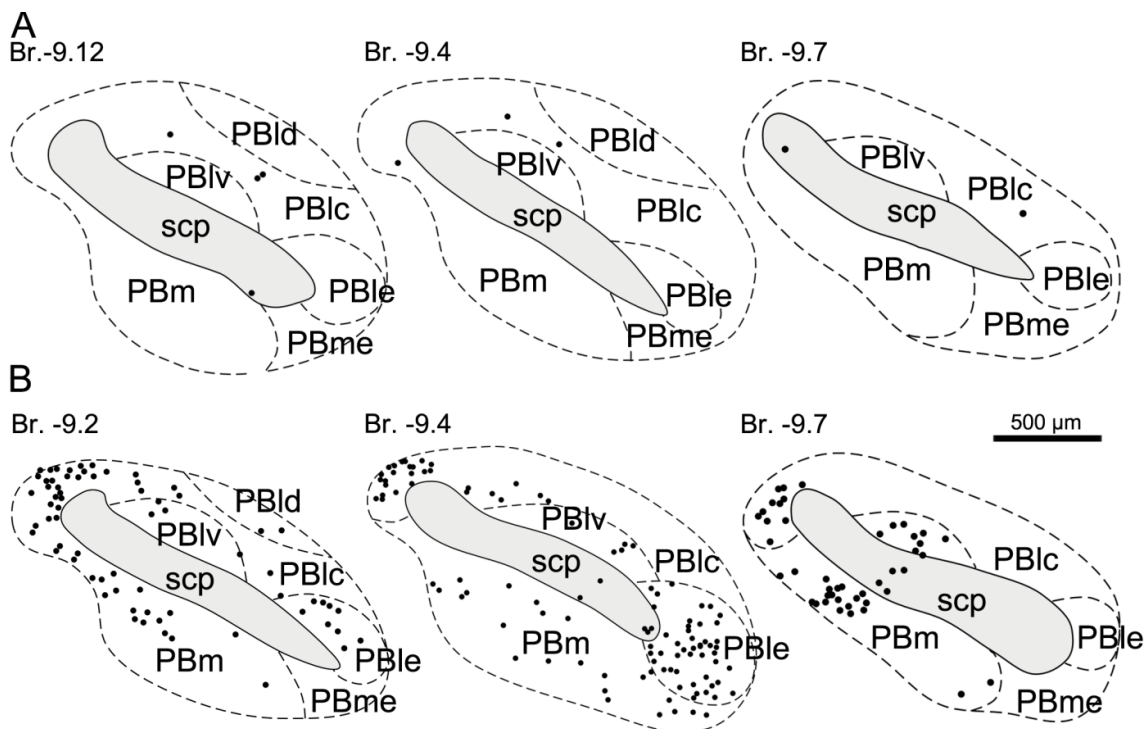 A
Br.-9.12
Br. -9.4
Br. -9.7
PBld
PBlv
PBlc
scp
PBm
PBle
PBme
PBld
PBlv
PBlc
scp
PBm
PBle
PBme
PBlv
PBlc
scp
PBm
PBle
PBme
B
Br. -9.2
Br. -9.4
Br. -9.7
500 µm
PBld
PBlv
PBlc
scp
PBm
PBle
PBme
PBlv
PBlc
scp
PBm
PBle
PBlc
scp
PBm
PBle
PBme